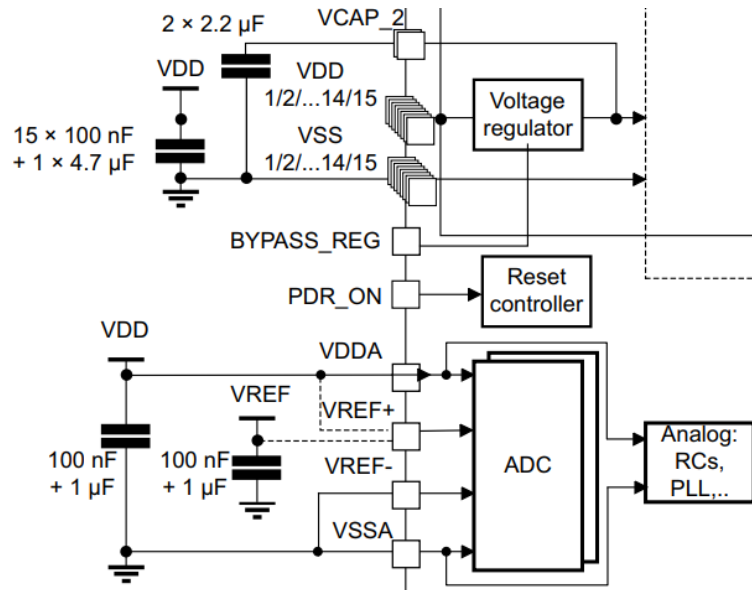 VCAP_2
2 × 2.2 µF
VDD
VDD
1/2/...14/15
Voltage
regulator
15 × 100 nF
+ 1 × 4.7 µF
VSS
1/2/...14/15
BYPASS_REG
PDR_ON
Reset
controller
VDD
VDDA
VREF
VREF+
100 nF
+ 1 µF
100 nF
+ 1 µF
VREF-
ADC
Analog:
RCs,
PLL,..
VSSA